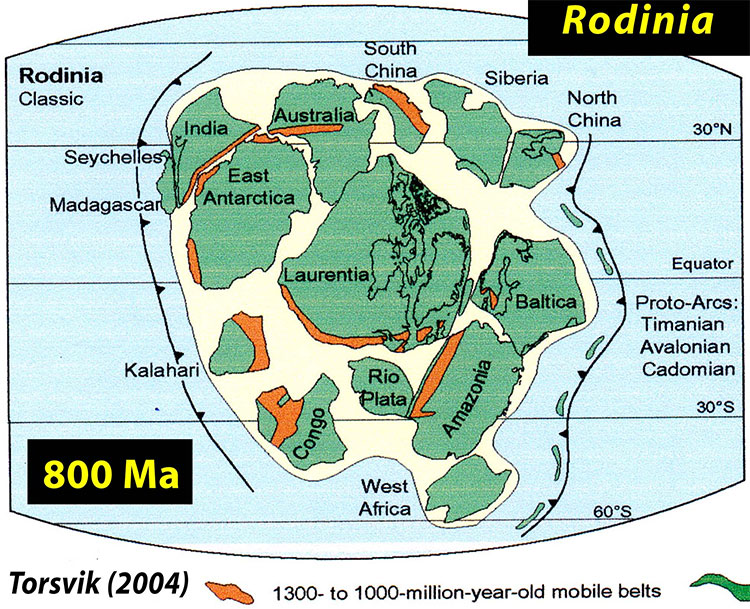 Rodinia
Rodinia
Classic
South
China
Siberia
North
China
India
Australia
30°N
Seychelles
East
Antarctica
Madagascar
Equator
Laurentia
Baltica
Proto-Arcs:
Timanian
Avalonian
Cadomian
Kalahari
Rio
Plata
Amazonia
30°S
Congo
800 Ma
West
Africa
60°S
Torsvik (2004)
1300- to 1000-million-year-old mobile belts